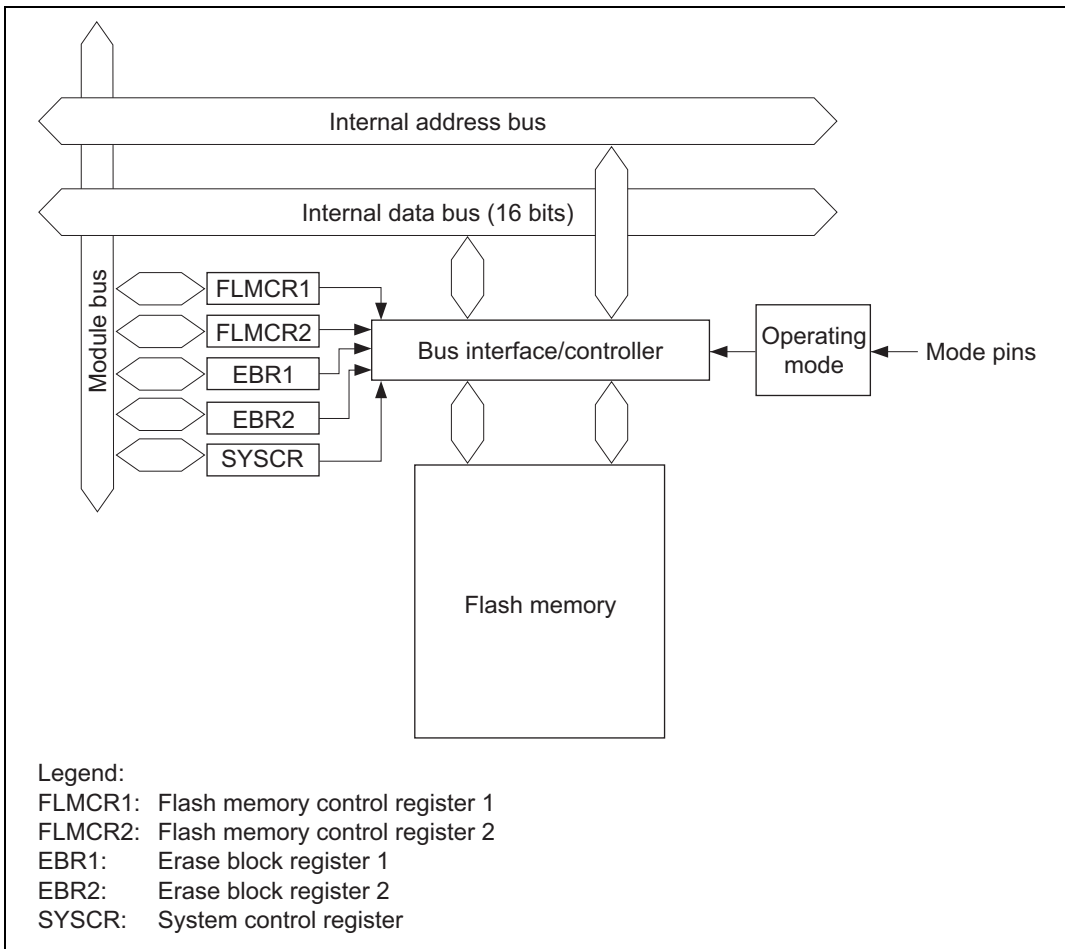 Internal address bus
Internal data bus (16 bits)
Module bus
FLMCR1
FLMCR2
EBR1
EBR2
SYSCR
Bus interface/controller
Operating
mode
Mode pins
Flash memory
Legend:
FLMCR1: Flash memory control register 1
FLMCR2: Flash memory control register 2
EBR1: Erase block register 1
EBR2: Erase block register 2
SYSCR: System control register